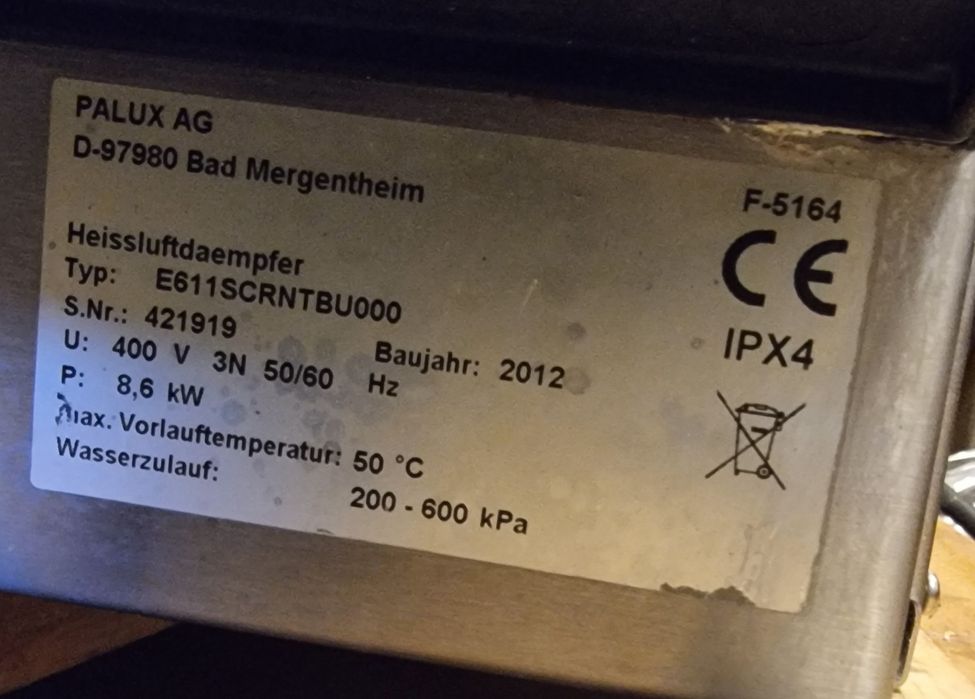 PALUX AG
D-97980 Bad Mergentheim
F-5164
CE
IPX4
Heissluftdaempfer
Typ: E611SCRNTBU000
S.Nr.: 421919 Baujahr: 2012
U: 400 V 3N 50/60 Hz
P: 8,6 kW
max. Vorlauftemperatur: 50 °C
Wasserzulauf: 200 - 600 kPa